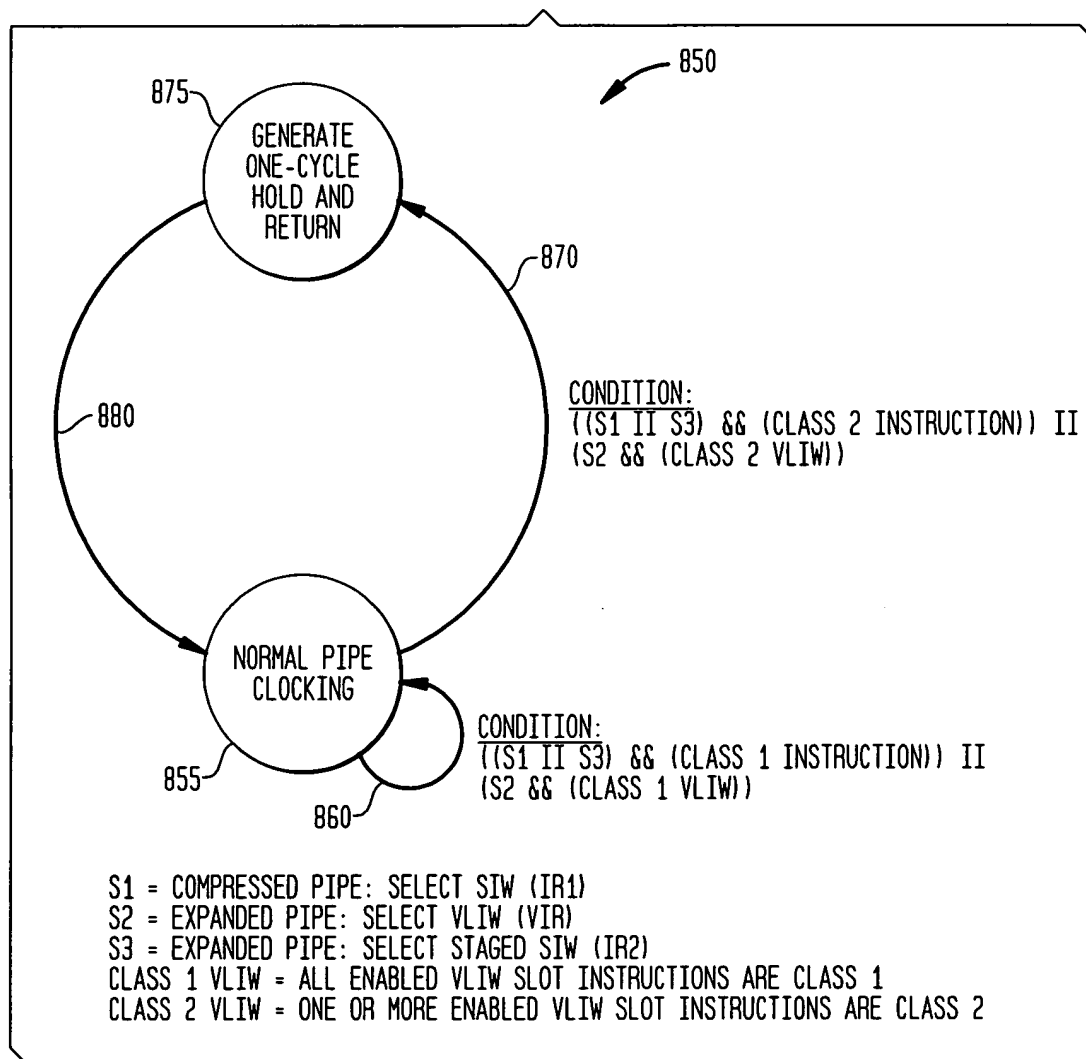 850
875
GENERATE
ONE-CYCLE
HOLD AND
RETURN
870
880
CONDITION:
((S1 II S3) && (CLASS 2 INSTRUCTION)) II
(S2 && (CLASS 2 VLIW))
NORMAL PIPE
CLOCKING
855
860
CONDITION:
((S1 II S3) && (CLASS 1 INSTRUCTION)) II
(S2 && (CLASS 1 VLIW))
S1 = COMPRESSED PIPE: SELECT SIW (IR1)
S2 = EXPANDED PIPE: SELECT VLIW (VIR)
S3 = EXPANDED PIPE: SELECT STAGED SIW (IR2)
CLASS 1 VLIW = ALL ENABLED VLIW SLOT INSTRUCTIONS ARE CLASS 1
CLASS 2 VLIW = ONE OR MORE ENABLED VLIW SLOT INSTRUCTIONS ARE CLASS 2